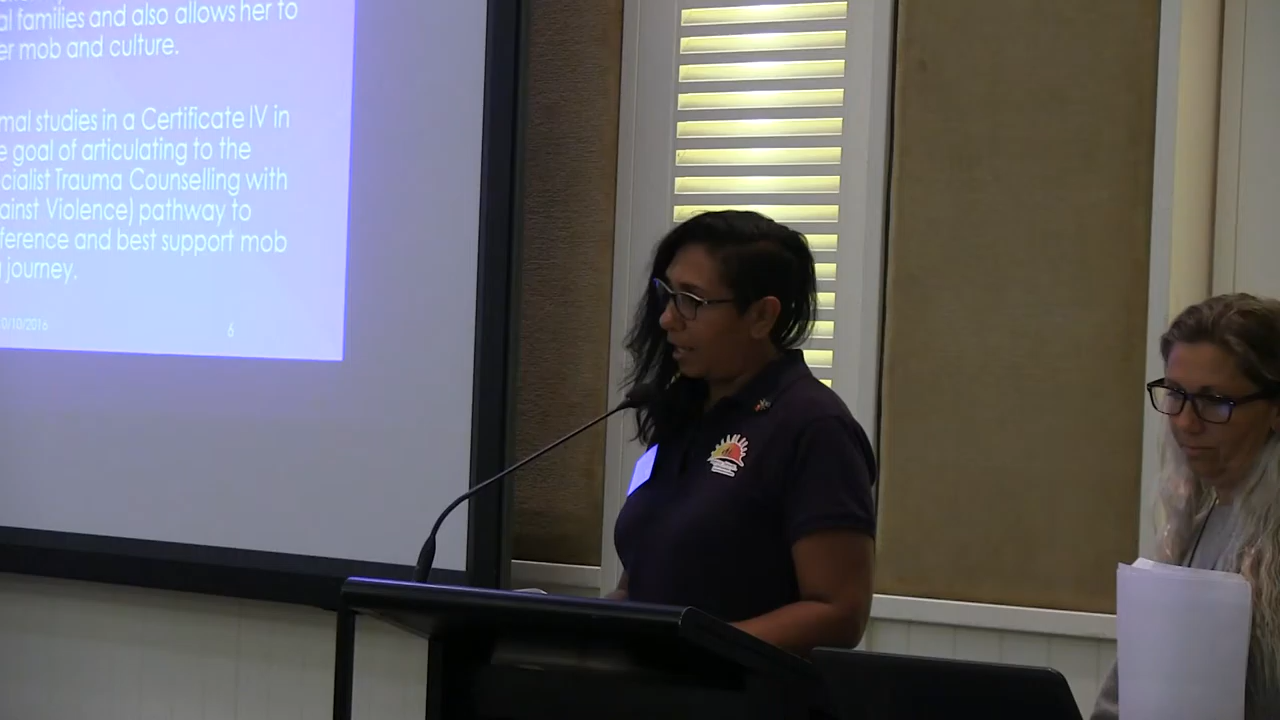 al families and also allows her to
er mob and culture.
mal studies in a Certificate IV in
e goal of articulating to the
cialist Trauma Counselling with
ainst Violence) pathway to
ference and best support mob
journey.
0/10/2016
6